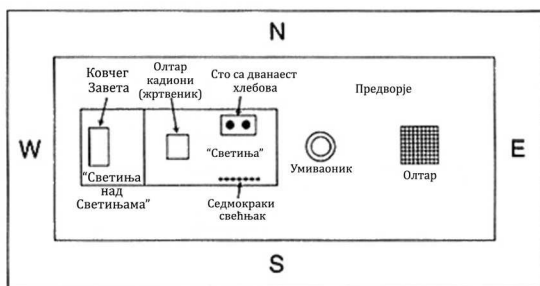 N
Ковчег
Завета
Олтар
кадиони
(жртвеник)
Сто са дванаест
хлебова
Предворје
W
E
“Светиња”
“Светиња
над
Светињама”
Умиваоник
Олтар
Седмокраки
свећњак
S